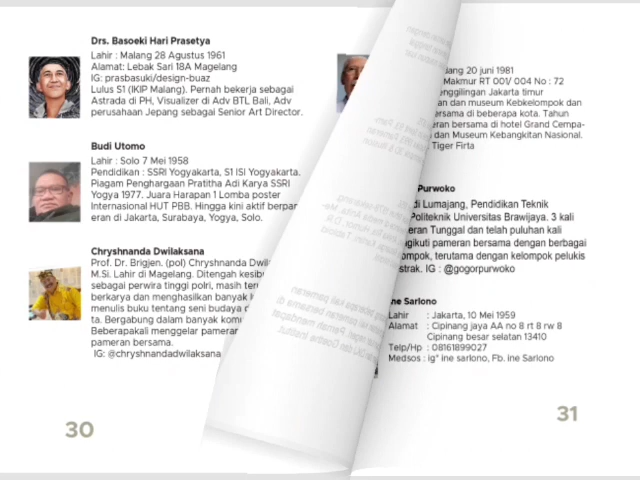 Drs. Basoeki Hari Prasetya
Lahir : Malang 28 Agustus 1961
Alamat: Lebak Sari 18A Magelang
IG: prasbasuki/design-buaz
Lulus S1 (IKIP Malang). Pernah bekerja sebagai
Astrada di PH, Visualizer di Adv BTL Bali, Adv
perusahaan Jepang sebagai Senior Art Director.
Budi Utomo
Lahir : Solo 7 Mei 1958
Pendidikan : SSRI Yogyakarta, S1 ISI Yogyakarta.
Piagam Penghargaan Pratitha Adi Karya SSRI
Yogya 1977. Juara Harapan 1 Lomba poster
Internasional HUT PBB. Hingga kini aktif berpan
eran di Jakarta, Surabaya, Yogya, Solo.
Chryshnanda Dwilaksana
Prof. Dr. Brigjen. (pol) Chryshnanda Dwil
M.Si. Lahir di Magelang. Ditengah kesib
sebagai perwira tinggi polri, masih
berkarya dan menghasilkan banyak
menulis buku tentang seni budaya
ta. Bergabung dalam banyak
Beberapakali menggelar pamera
pameran bersama.
IG: @chryshnandadwilaksana
30
dang 20 juni 1981
Makmur RT 001/ 004 No : 72
enggilingan Jakarta timur
an dan museum Kebkelompok dan
ersama di beberapa kota. Tahun
eran bersama di hotel Grand Cempa-
dan Museum Kebangkitan Nasional.
Tiger Firta
Purwoko
di Lumajang, Pendidikan Teknik
Politeknik Universitas Brawijaya. 3 kali
eran Tunggal dan telah puluhan kali
gikuti pameran bersama dengan berbagai
ompok, terutama dengan kelompok pelukis
strak. IG : @gogorpurwoko
ne Sarlono
Lahir : Jakarta, 10 Mei 1959
Alamat : Cipinang jaya AA no 8 rt 8 rw 8
Cipinang besar selatan 13410
Telp/Hp : 08161899027
Medsos : ig* ine sarlono, Fb. ine Sarlono
31